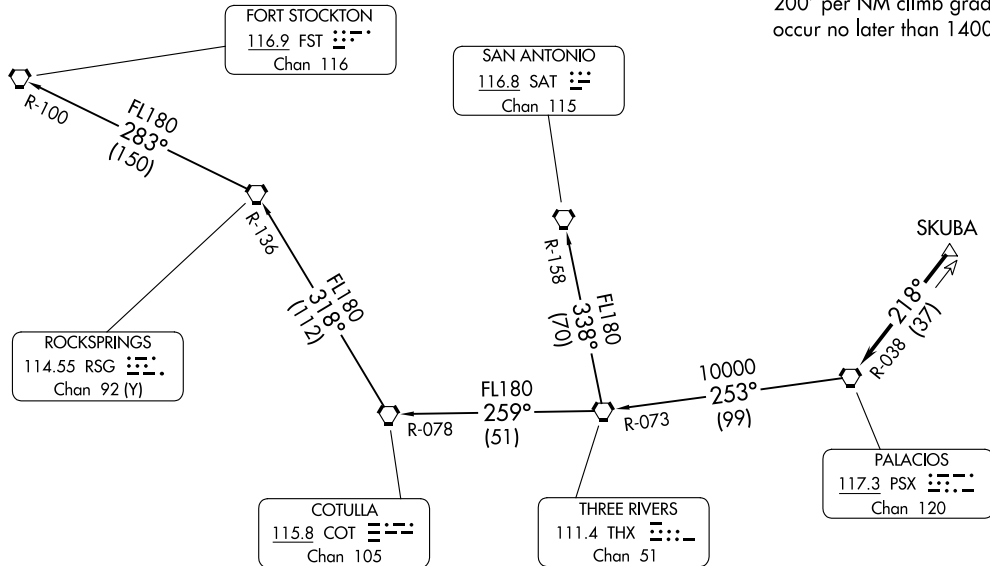 200' per NM climb grad
occur no later than 1400
FORT STOCKTON
116.9 FST
Chan 116
SAN ANTONIO
116.8 SAT
Chan 115
R-100
FL180
283°
(150)
R-136
R-158
SKUBA
FL180
318°
(112)
FL180
338°
(70)
218°
(37)
R-038
ROCKSPRINGS
114.55 RSG
Chan 92 (Y)
10000
253°
(99)
FL180
259°
(51)
R-078
R-073
PALACIOS
117.3 PSX
Chan 120
COTULLA
115.8 COT
Chan 105
THREE RIVERS
111.4 THX
Chan 51